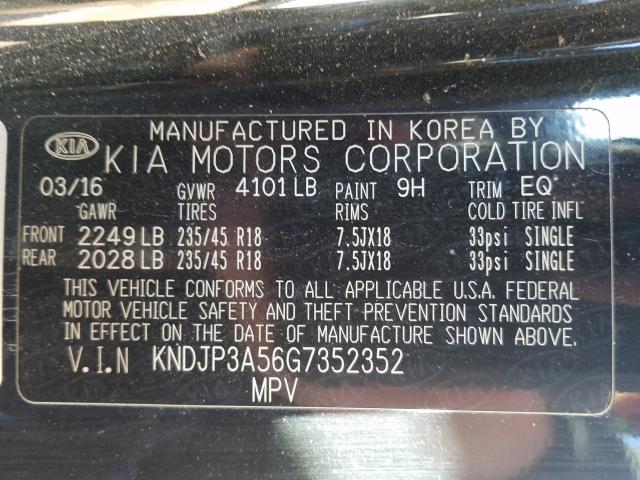 KIA
MANUFACTURED IN KOREA BY
KIA MOTORS CORPORATION
03/16 GVWR 4101 LB PAINT 9H TRIM EQ
GAWR TIRES RIMS COLD TIRE INFL
FRONT 2249 LB 235/45 R18 7.5JX18 33psi SINGLE
REAR 2028 LB 235/45 R18 7.5JX18 33psi SINGLE
THIS VEHICLE CONFORMS TO ALL APPLICABLE U.S.A. FEDERAL
MOTOR VEHICLE SAFETY AND THEFT PREVENTION STANDARDS
IN EFFECT ON THE DATE OF MANUFACTURE SHOWN ABOVE.
V.I.N KNDJP3A56G7352352
MPV